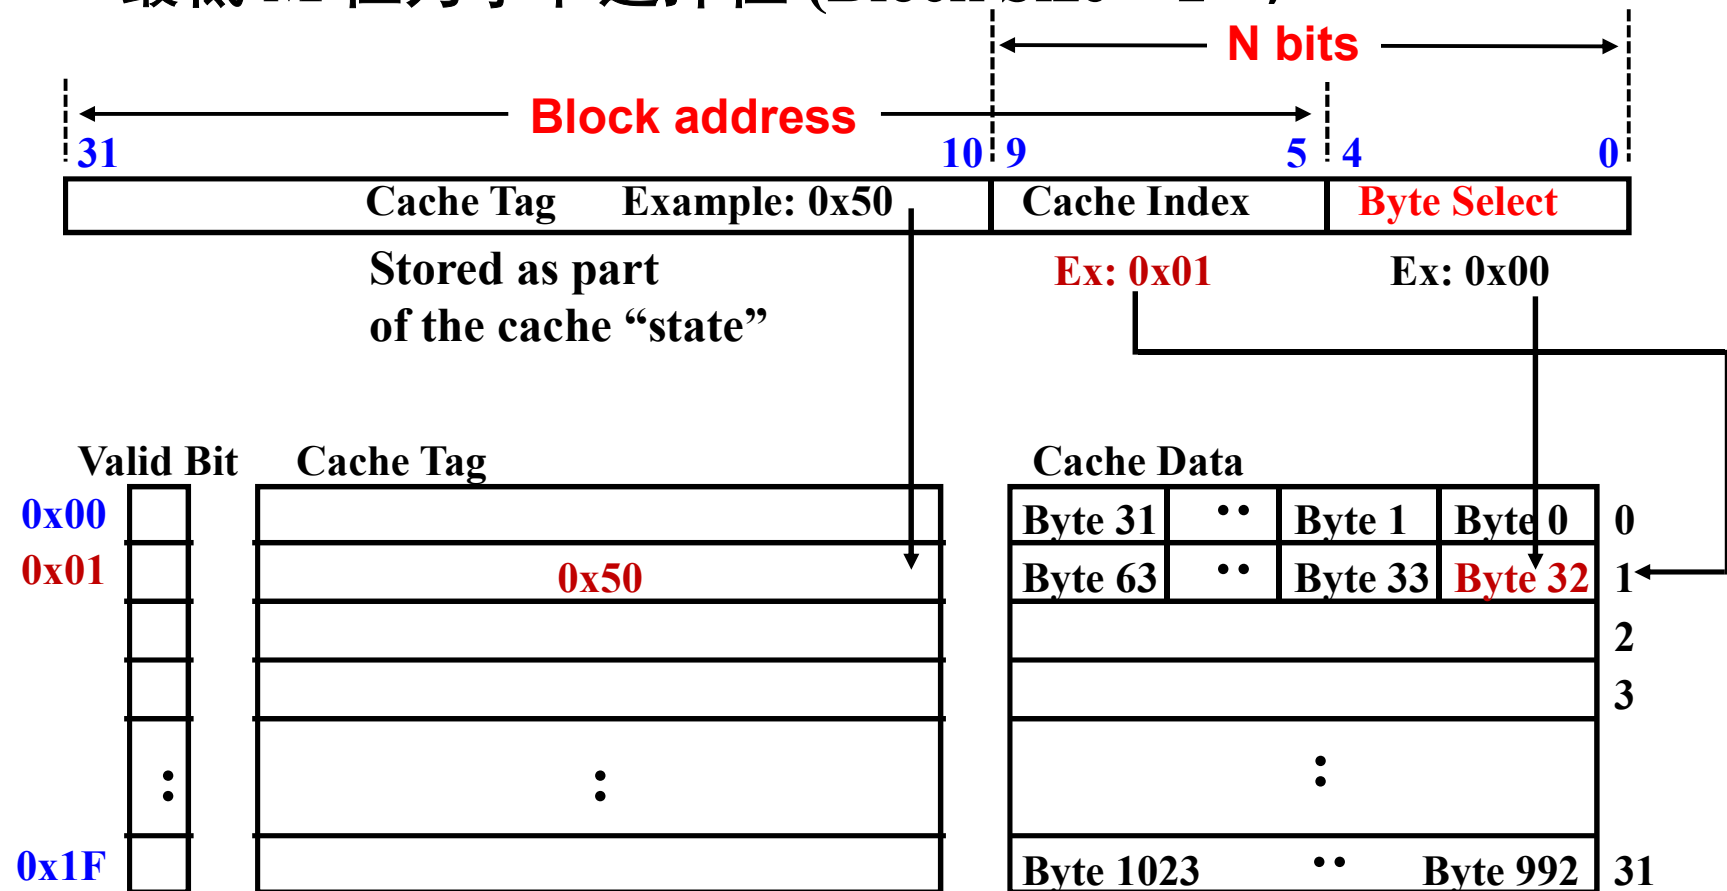 N bits
Block address
31 10 9 5 4 0
Cache Tag Example: 0x50 Cache Index Byte Select
Stored as part Ex: 0x01 Ex: 0x00
of the cache “state”
Valid Bit Cache Tag Cache Data
0x00 Byte 31 ·· Byte 1 Byte 0 0
0x01 0x50 Byte 63 ·· Byte 33 Byte 32 1
2
3
: : :
0x1F Byte 1023 ·· Byte 992 31